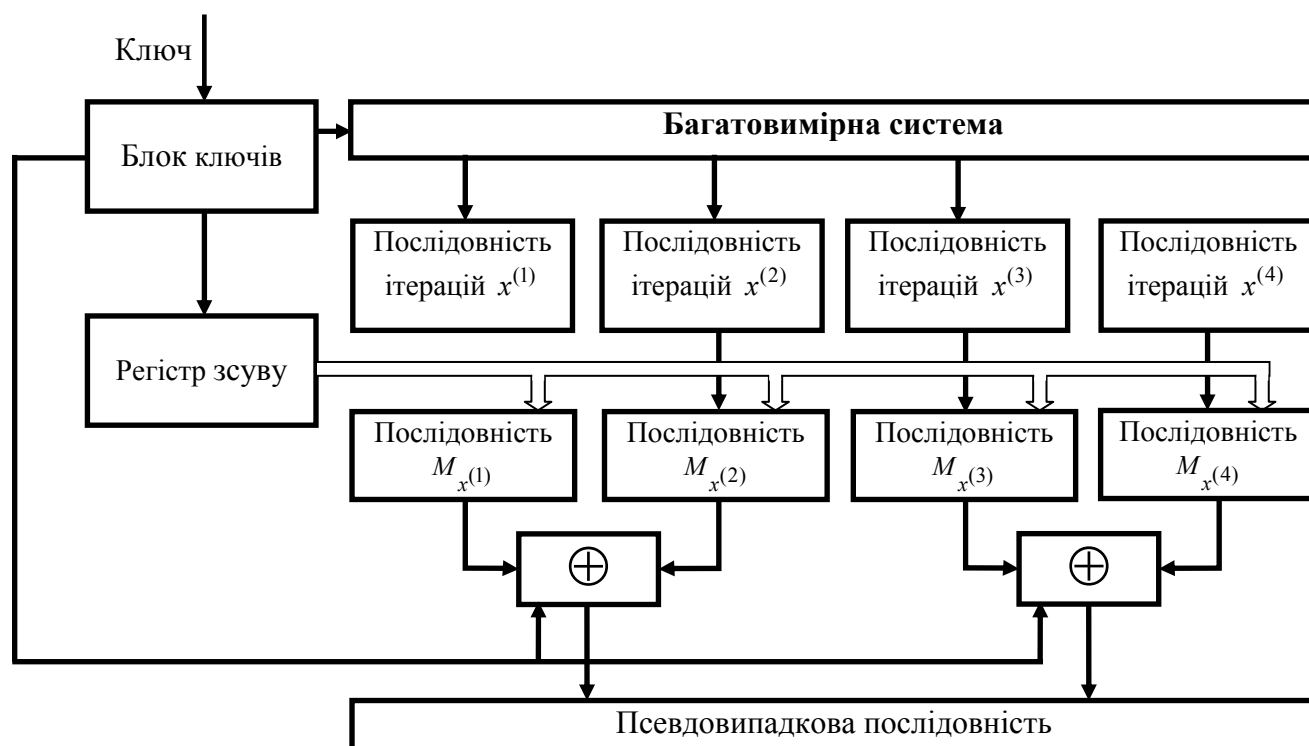 Ключ
Багатовимірна система
Блок ключів
Послідовність
ітерацій x^(1)
Послідовність
ітерацій x^(2)
Послідовність
ітерацій x^(3)
Послідовність
ітерацій x^(4)
Регістр зсуву
Послідовність
M_x^(1)
Послідовність
M_x^(2)
Послідовність
M_x^(3)
Послідовність
M_x^(4)
⊕
⊕
Псевдовипадкова послідовність